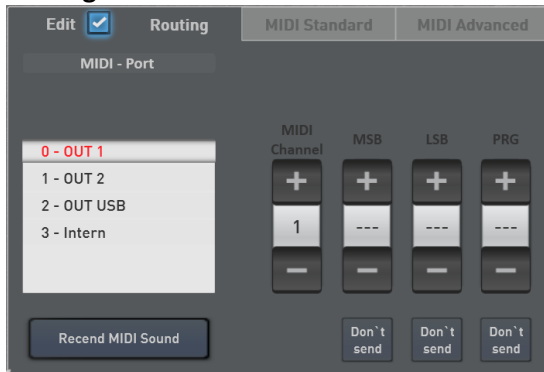 Edit Routing MIDI Standard MIDI Advanced
MIDI - Port
MIDI Channel MSB LSB PRG
0 - OUT 1
1 - OUT 2
2 - OUT USB
3 - Intern
+ + + +
1 --- --- ---
- - - -
Recend MIDI Sound
Don`t send
Don`t send
Don`t send